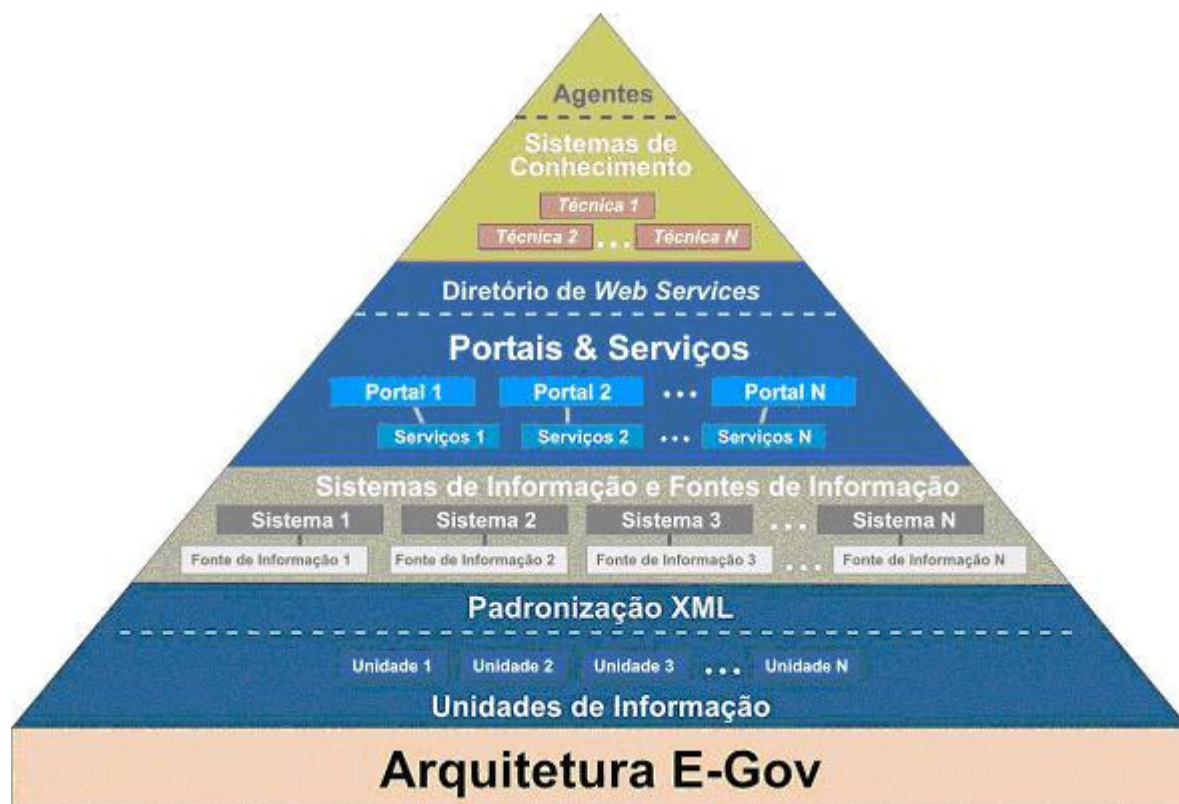 Agentes
Sistemas de
Conhecimento
Técnica 1
Técnica 2 ... Técnica N
Diretório de Web Services
Portais & Serviços
Portal 1 Portal 2 ... Portal N
Serviços 1 Serviços 2 ... Serviços N
Sistemas de Informação e Fontes de Informação
Sistema 1 Sistema 2 Sistema 3 ... Sistema N
Fonte de Informação 1 Fonte de Informação 2 Fonte de Informação 3 ... Fonte de Informação N
Padronização XML
Unidade 1 Unidade 2 Unidade 3 ... Unidade N
Unidades de Informação
Arquitetura E-Gov